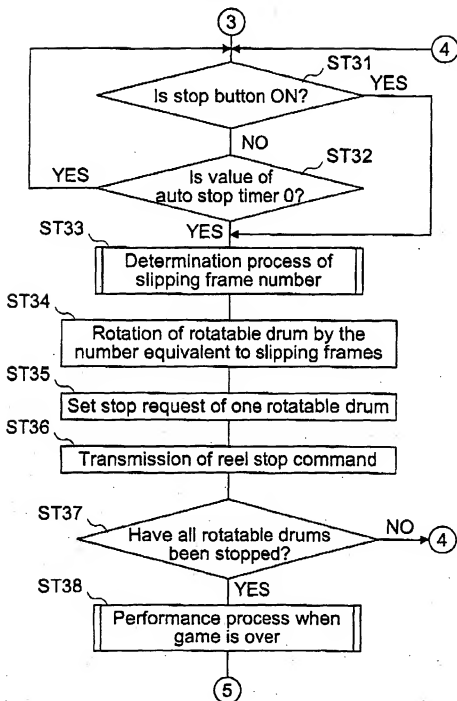 3
4
ST31
Is stop button ON?
YES
NO
ST32
YES
Is value of
auto stop timer 0?
YES
ST33
Determination process of
slipping frame number
ST34
Rotation of rotatable drum by the
number equivalent to slipping frames
ST35
Set stop request of one rotatable drum
ST36
Transmission of reel stop command
ST37
Have all rotatable drums
been stopped?
NO
4
YES
ST38
Performance process when
game is over
5